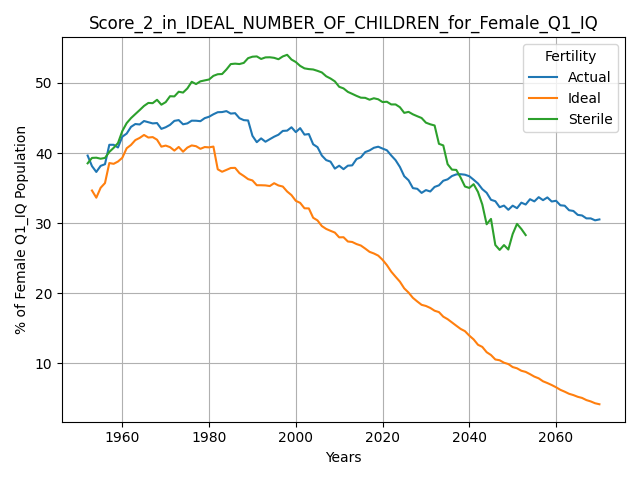 Score_2_in_IDEAL_NUMBER_OF_CHILDREN_for_Female_Q1_IQ
Fertility
Actual
Ideal
Sterile
% of Female Q1_IQ Population
50
40
30
20
10
1960 1980 2000 2020 2040 2060
Years